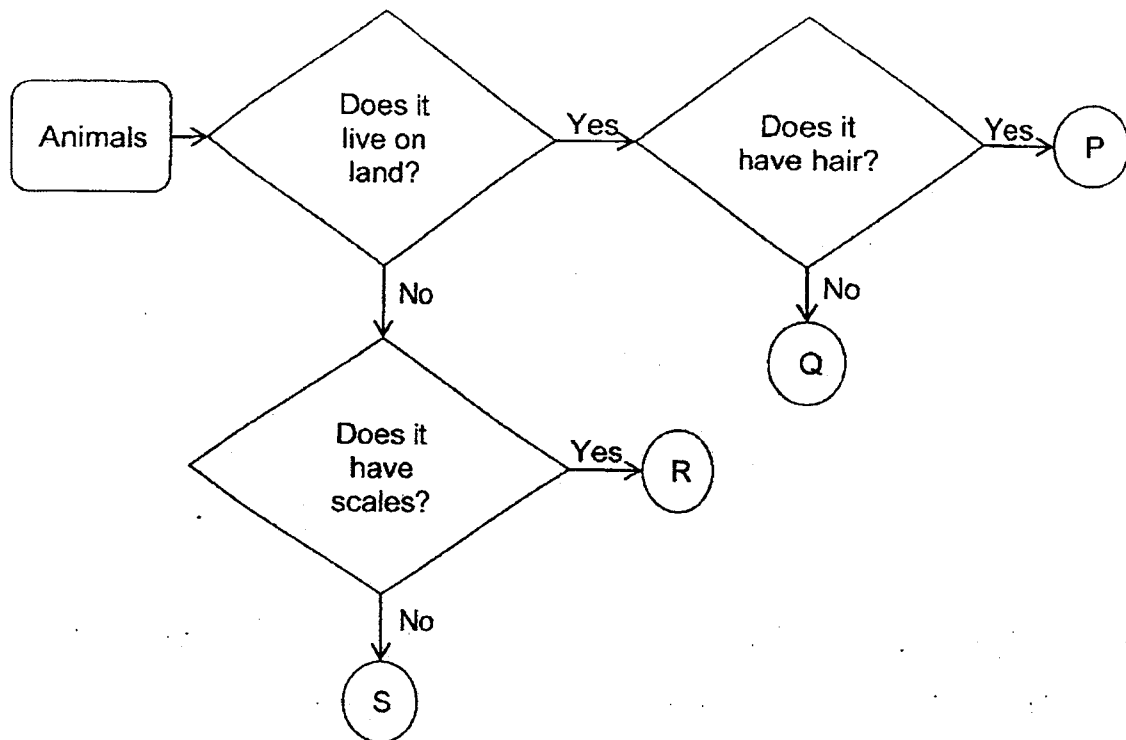 Animals
Does it
live on
land?
Yes
Does it
have hair?
Yes
P
No
Q
No
Does it
have
scales?
Yes
R
No
S